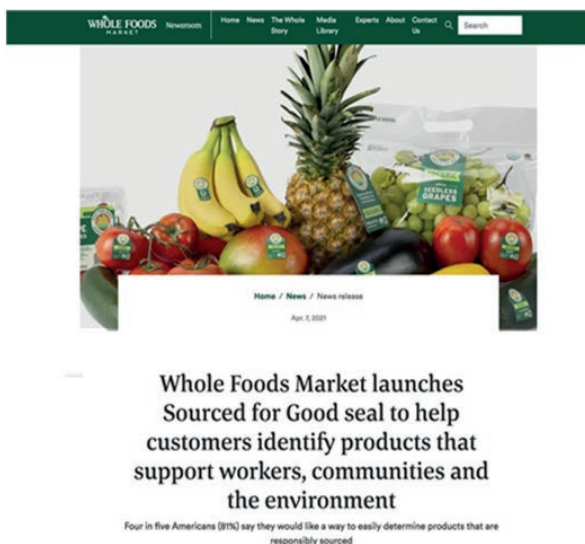 WHOLE FOODS
MARKET
Newsroom
Home News The Whole Story Media Library Experts About Contact Us Search
ORGANIC
SEEDLESS
GRAPES
Home / News / News release
Apr. 7, 2021
Whole Foods Market launches
Sourced for Good seal to help
customers identify products that
support workers, communities and
the environment
Four in five Americans (81%) say they would like a way to easily determine products that are
responsibly sourced